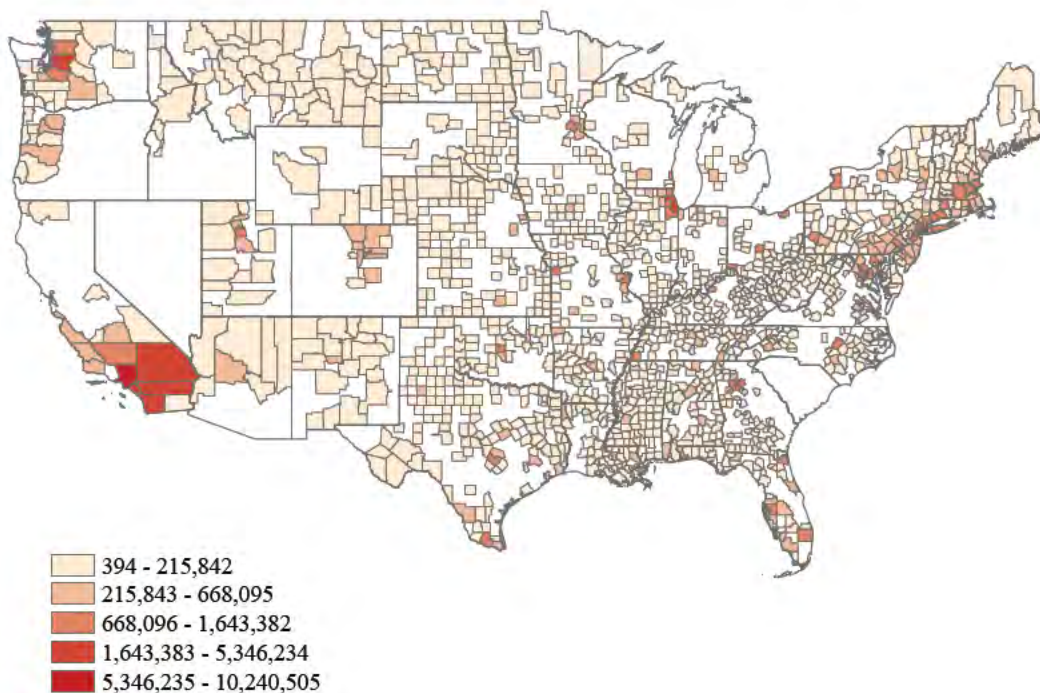 394 - 215,842
215,843 - 668,095
668,096 - 1,643,382
1,643,383 - 5,346,234
5,346,235 - 10,240,505